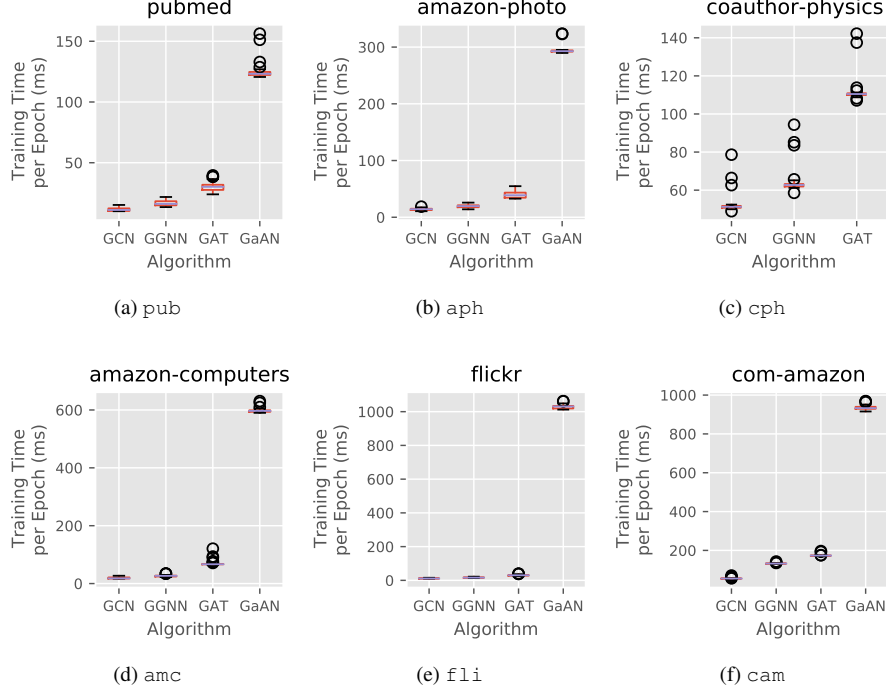 pubmed
150
100
50
Training Time
per Epoch (ms)
GCN GGNN GAT GaAN
Algorithm
(a) pub
amazon-photo
300
200
100
0
Training Time
per Epoch (ms)
GCN GGNN GAT GaAN
Algorithm
(b) aph
coauthor-physics
140
120
100
80
60
Training Time
per Epoch (ms)
GCN GGNN GAT
Algorithm
(c) cph
amazon-computers
600
400
200
0
Training Time
per Epoch (ms)
GCN GGNN GAT GaAN
Algorithm
(d) amc
flickr
1000
800
600
400
200
0
Training Time
per Epoch (ms)
GCN GGNN GAT GaAN
Algorithm
(e) fli
com-amazon
1000
800
600
400
200
Training Time
per Epoch (ms)
GCN GGNN GAT GaAN
Algorithm
(f) cam